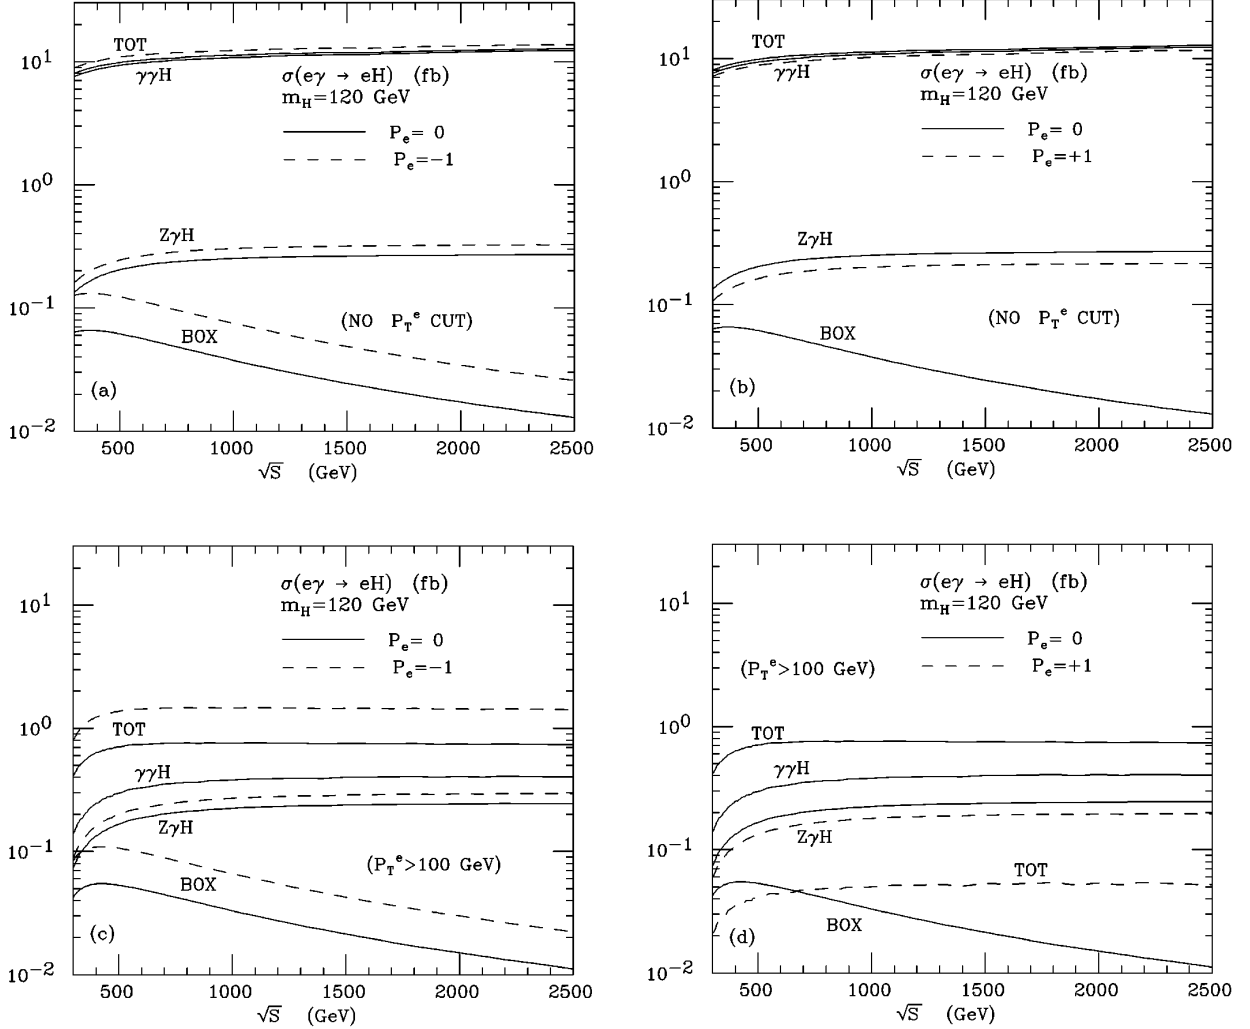 TOT
γγH
σ(eγ → eH) (fb)
m_H=120 GeV
P_e= 0
P_e=−1
ZγH
(NO P_T^e CUT)
BOX
(a)
10^1
10^0
10^−1
10^−2
500 1000 1500 2000 2500
√S (GeV)
TOT
γγH
σ(eγ → eH) (fb)
m_H=120 GeV
P_e= 0
P_e=+1
ZγH
(NO P_T^e CUT)
BOX
(b)
10^1
10^0
10^−1
10^−2
500 1000 1500 2000 2500
√S (GeV)
σ(eγ → eH) (fb)
m_H=120 GeV
P_e= 0
P_e=−1
TOT
γγH
ZγH
(P_T^e>100 GeV)
BOX
(c)
10^1
10^0
10^−1
10^−2
500 1000 1500 2000 2500
√S (GeV)
σ(eγ → eH) (fb)
m_H=120 GeV
P_e= 0
P_e=+1
(P_T^e>100 GeV)
TOT
γγH
ZγH
TOT
BOX
(d)
10^1
10^0
10^−1
10^−2
500 1000 1500 2000 2500
√S (GeV)